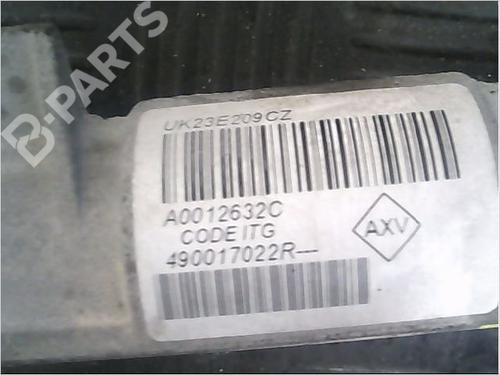 B-PARTS
UK23E209CZ
A0012632C
CODE ITG
490017022R---
AXV